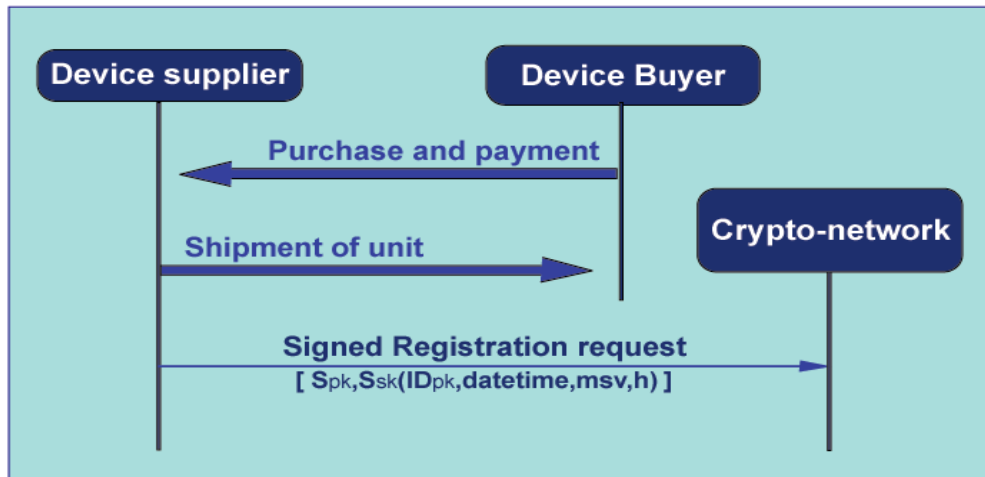 Device supplier
Device Buyer
Purchase and payment
Crypto-network
Shipment of unit
Signed Registration request
[ Spk,Ssk(IDpk,datetime,msv,h) ]